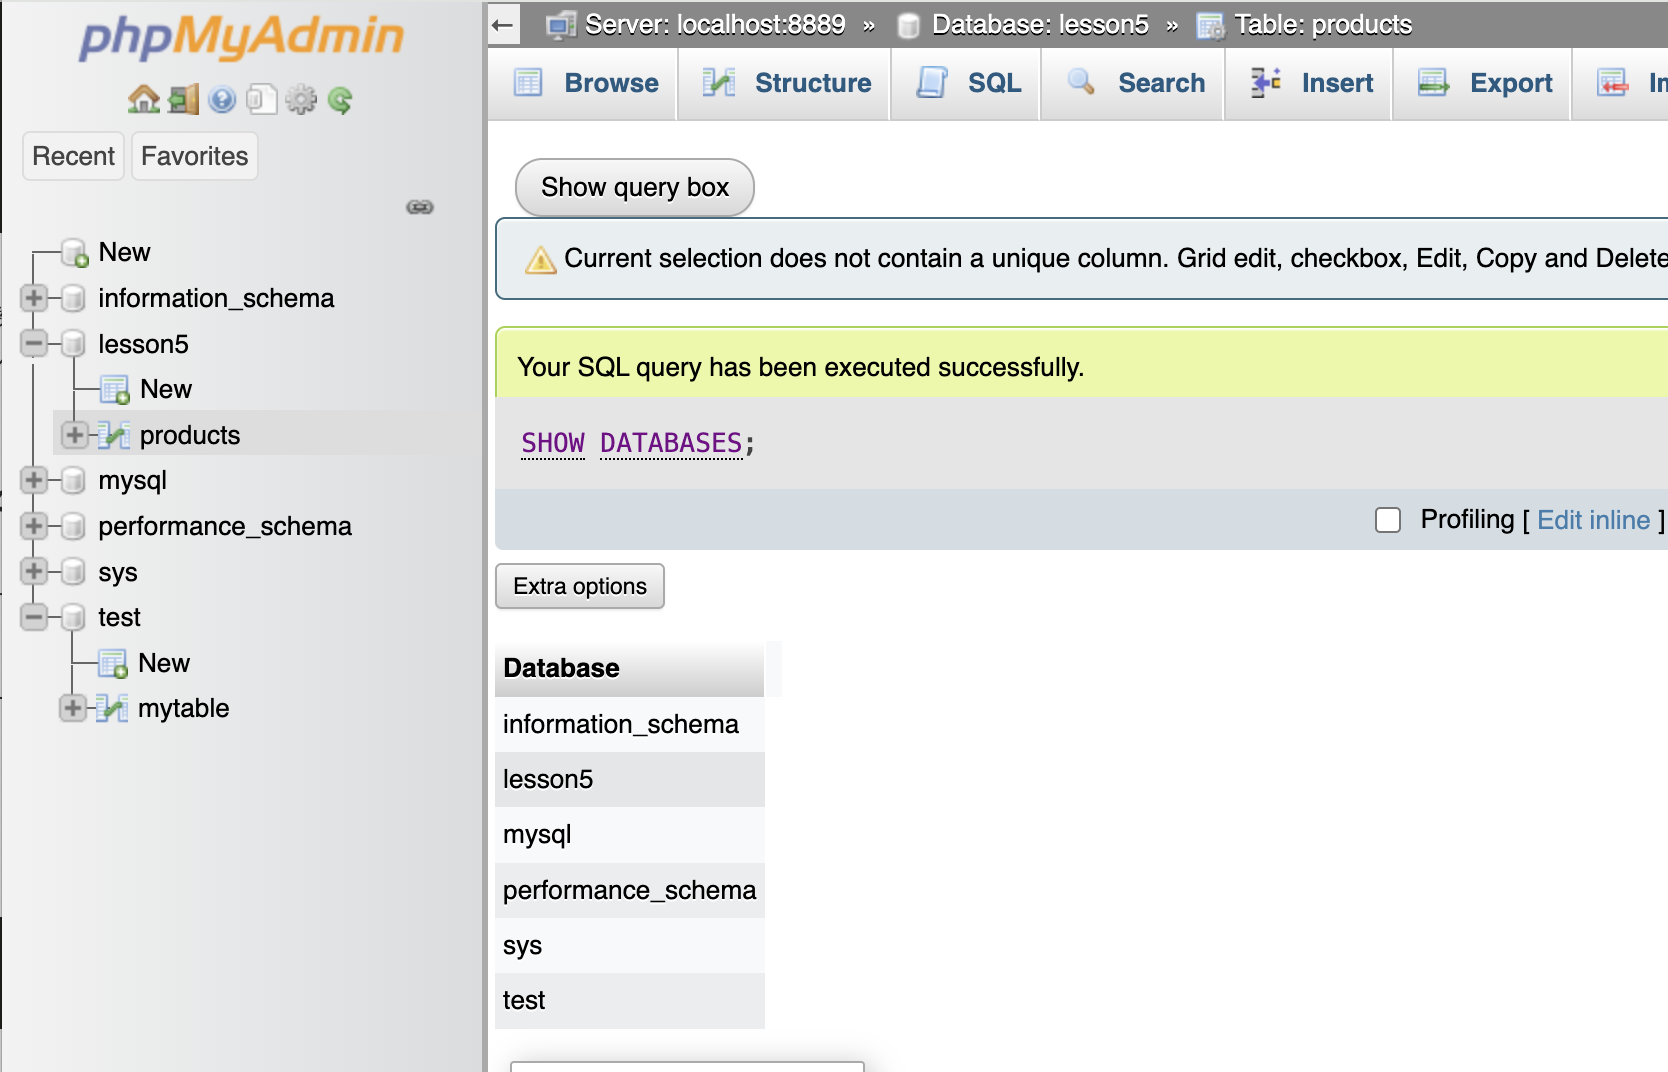 phpMyAdmin
Recent
Favorites
New
information_schema
lesson5
New
products
mysql
performance_schema
sys
test
New
mytable
Server: localhost:8889 » Database: lesson5 » Table: products
Browse
Structure
SQL
Search
Insert
Export
Show query box
Current selection does not contain a unique column. Grid edit, checkbox, Edit, Copy and Delete
Your SQL query has been executed successfully.
SHOW DATABASES;
Profiling [ Edit inline ]
Extra options
Database
information_schema
lesson5
mysql
performance_schema
sys
test